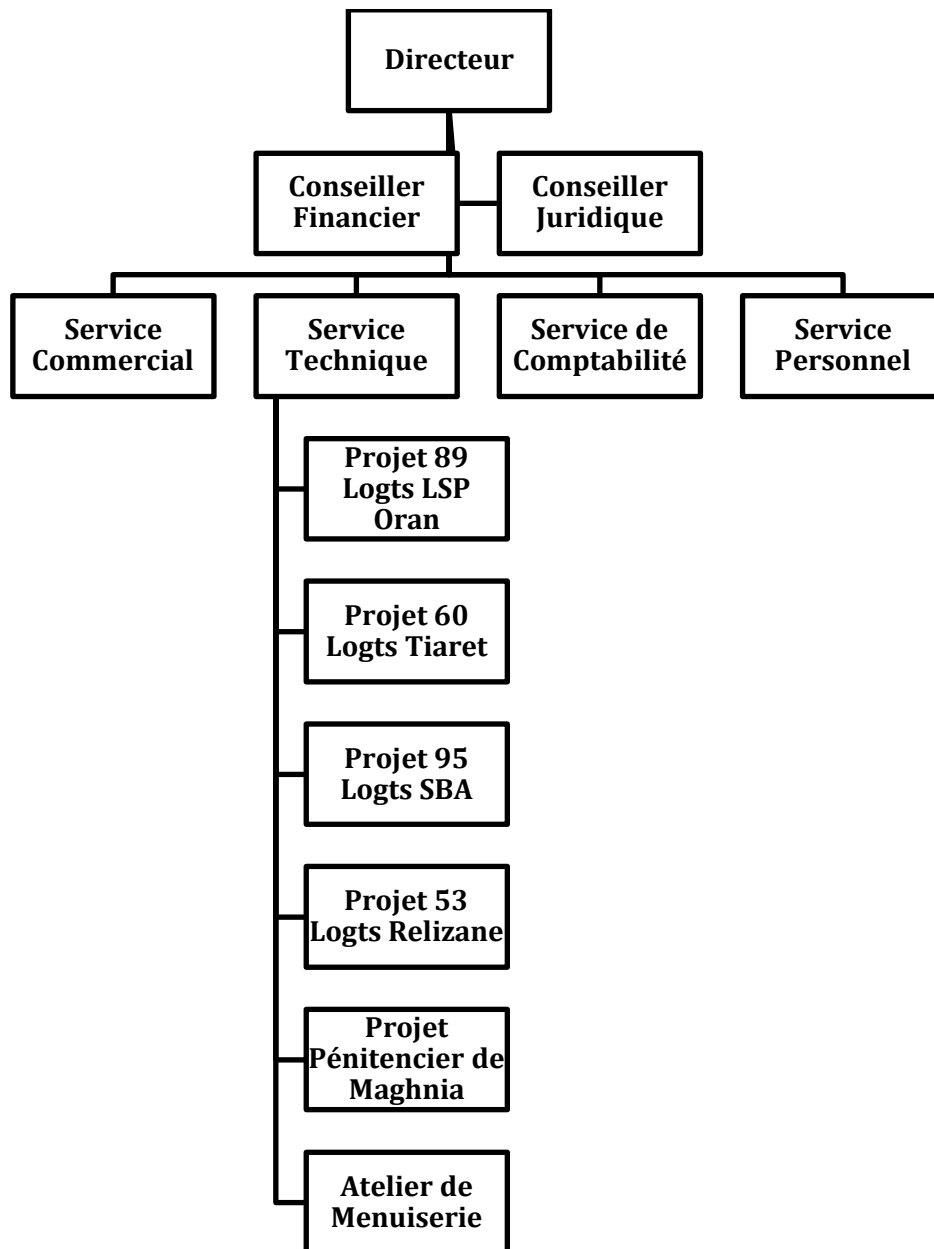 Directeur
Conseiller
Financier
Conseiller
Juridique
Service
Commercial
Service
Technique
Service de
Comptabilité
Service
Personnel
Projet 89
Logts LSP
Oran
Projet 60
Logts Tiaret
Projet 95
Logts SBA
Projet 53
Logts Relizane
Projet
Pénitencier de
Maghnia
Atelier de
Menuiserie